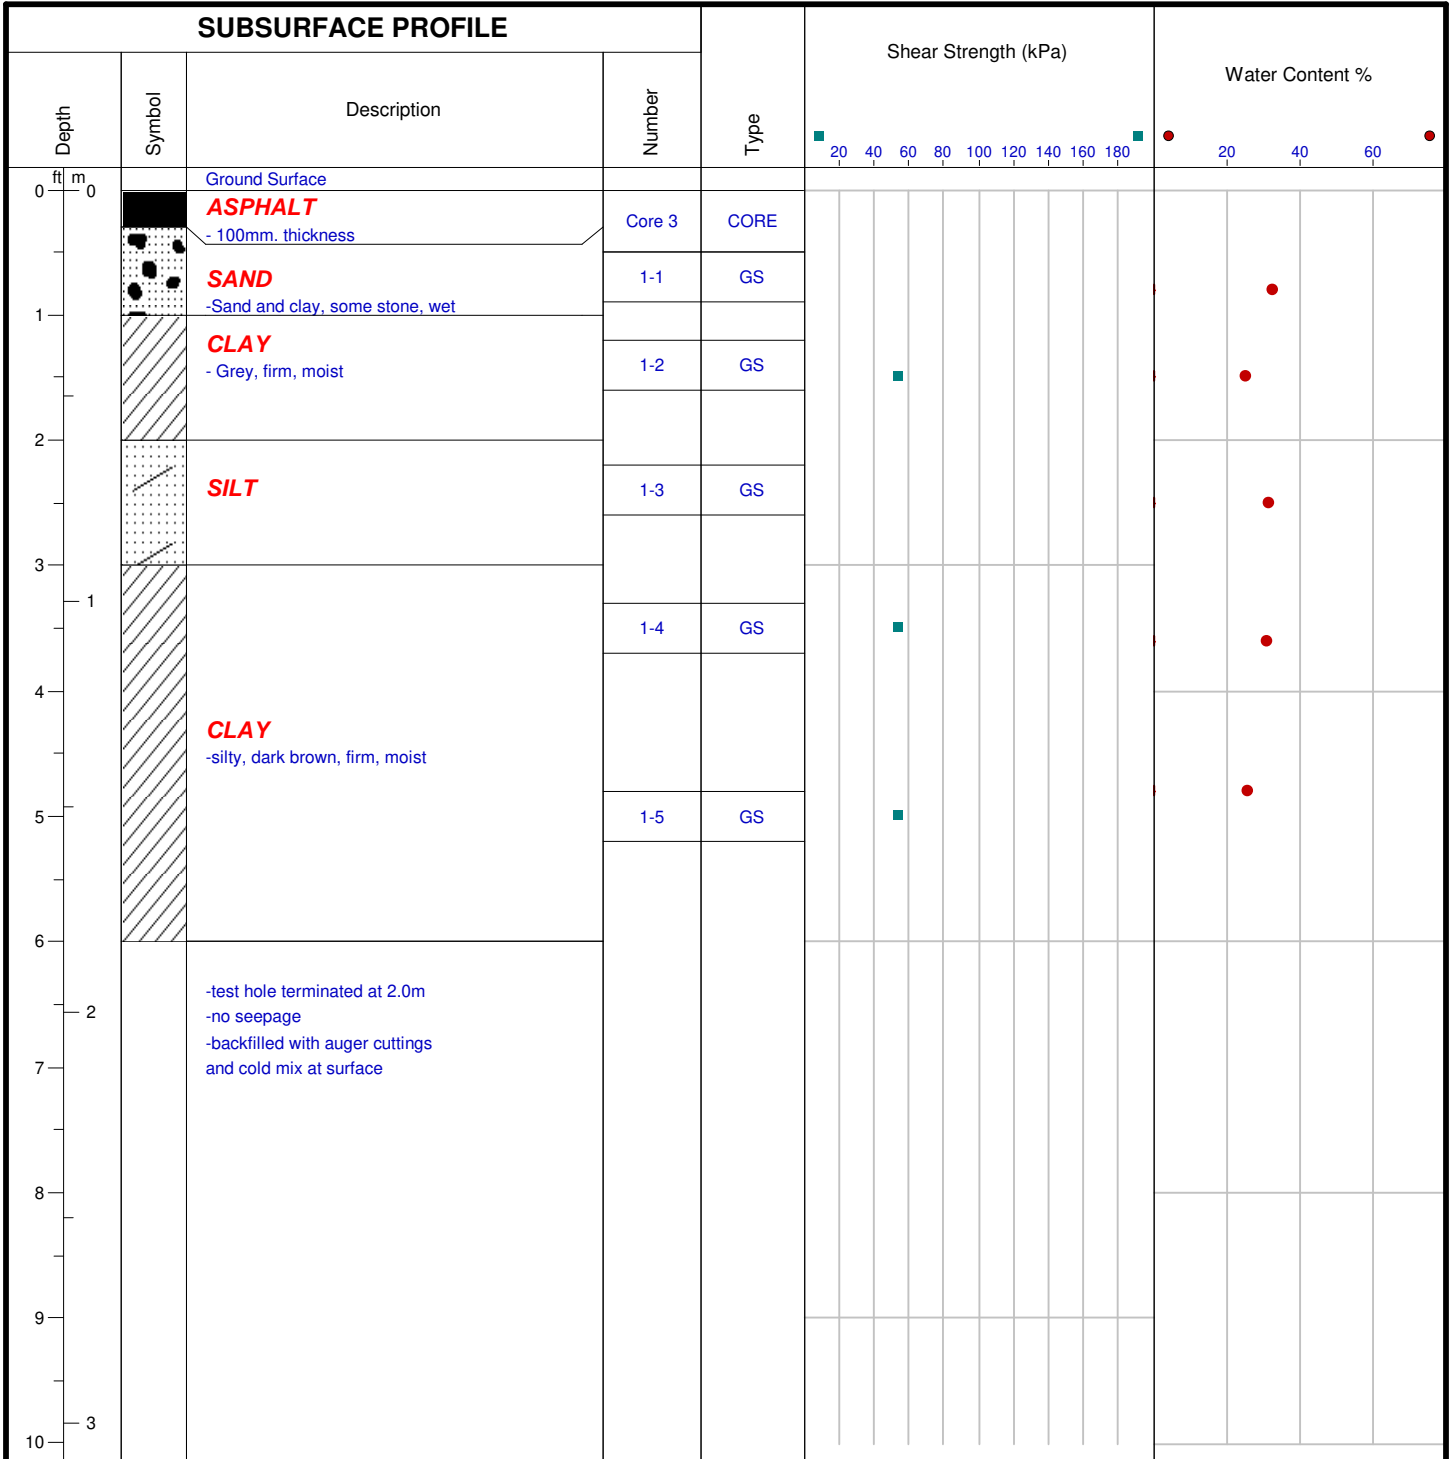 SUBSURFACE PROFILE
Shear Strength (kPa)
Water Content %
Depth
Symbol
Description
Number
Type
20 40 60 80 100 120 140 160 180
20 40 60
ft m
Ground Surface
0 0
ASPHALT
- 100mm. thickness
Core 3 CORE
SAND
-Sand and clay, some stone, wet
1-1 GS
1
CLAY
- Grey, firm, moist
1-2 GS
2
SILT
1-3 GS
3
1
1-4 GS
4
CLAY
-silty, dark brown, firm, moist
5
1-5 GS
6
-test hole terminated at 2.0m
2
-no seepage
-backfilled with auger cuttings
and cold mix at surface
7
8
9
3
10